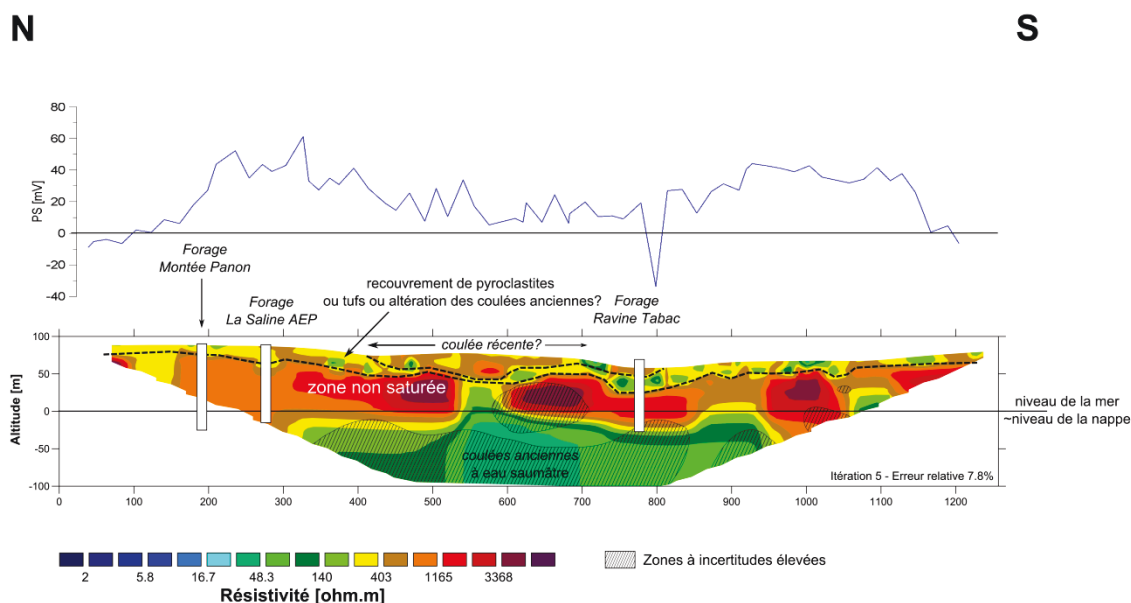 N
S
80
60
40
20
0
-20
-40
PS [mV]
Forage
Montée Panon
Forage
La Saline AEP
recouvrement de pyroclastites
ou tufs ou altération des coulées anciennes?
Forage
Ravine Tabac
coulée récente?
100
50
0
-50
-100
Altitude [m]
zone non saturée
coulées anciennes
à eau saumâtre
niveau de la mer
~niveau de la nappe
Itération 5 - Erreur relative 7.8%
0 100 200 300 400 500 600 700 800 900 1000 1100 1200
2 5.8 16.7 48.3 140 403 1165 3368
Résistivité [ohm.m]
Zones à incertitudes élevées